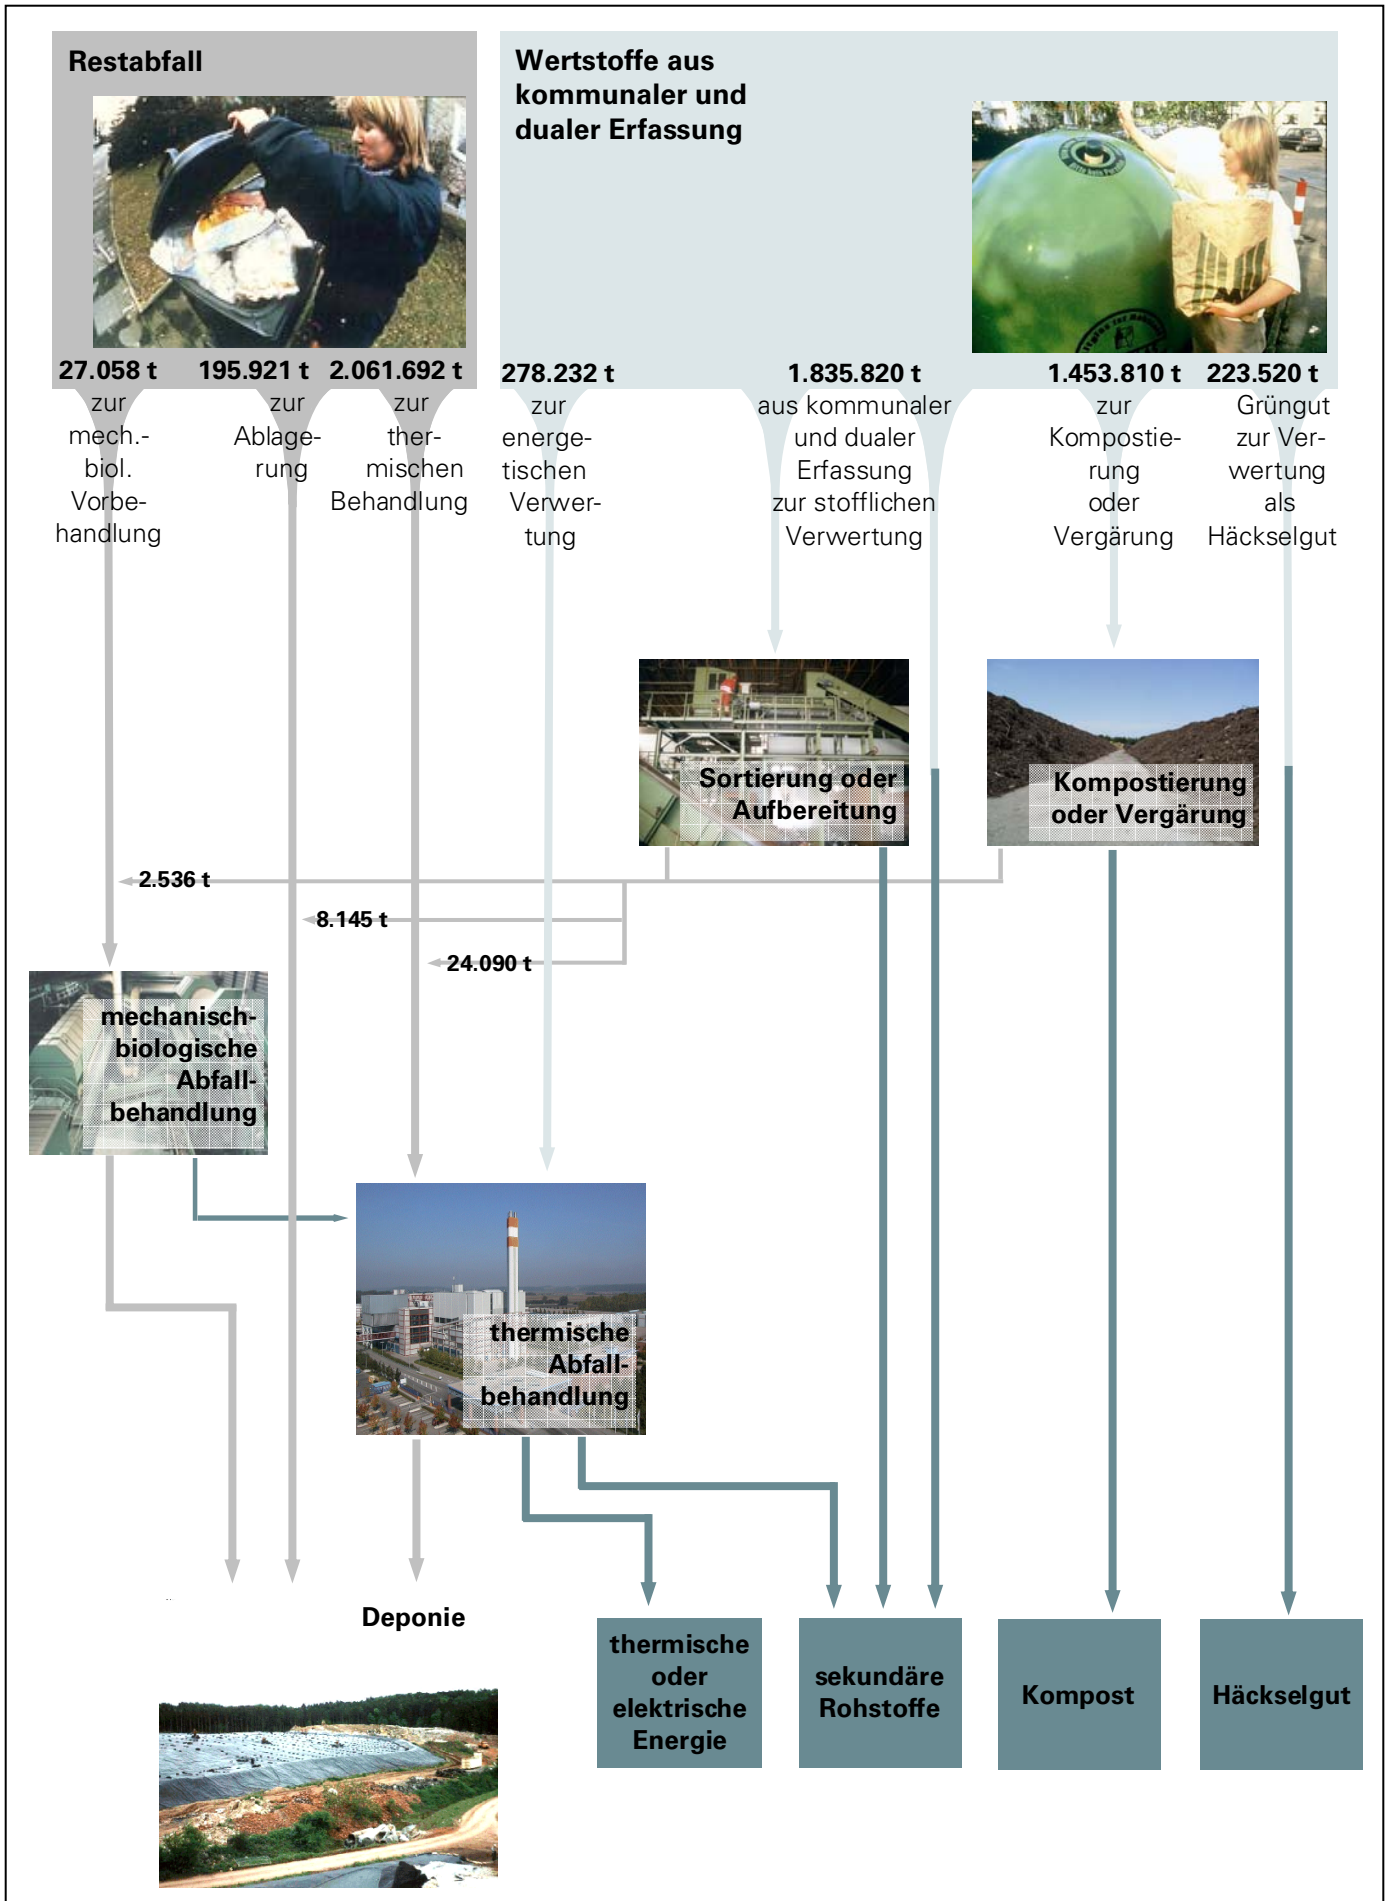 Restabfall
Wertstoffe aus
kommunaler und
dualer Erfassung
27.058 t
zur
mech.-
biol.
Vorbe-
handlung
195.921 t
zur
Ablage-
rung
2.061.692 t
zur
ther-
mischen
Behandlung
278.232 t
zur
energe-
tischen
Verwer-
tung
1.835.820 t
aus kommunaler
und dualer
Erfassung
zur stofflichen
Verwertung
1.453.810 t
zur
Kompostie-
rung
oder
Vergärung
223.520 t
Grüngut
zur Ver-
wertung
als
Häckselgut
Sortierung oder
Aufbereitung
Kompostierung
oder Vergärung
2.536 t
8.145 t
24.090 t
mechanisch-
biologische
Abfall-
behandlung
thermische
Abfall-
behandlung
Deponie
thermische
oder
elektrische
Energie
sekundäre
Rohstoffe
Kompost
Häckselgut